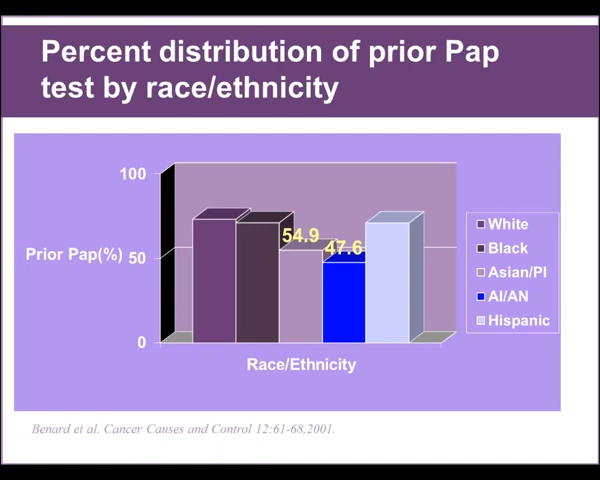 Percent distribution of prior Pap
test by race/ethnicity
100
Prior Pap(%)
50
0
54.9
47.6
Race/Ethnicity
White
Black
Asian/PI
AI/AN
Hispanic
Benard et al. Cancer Causes and Control 12:61-68,2001.